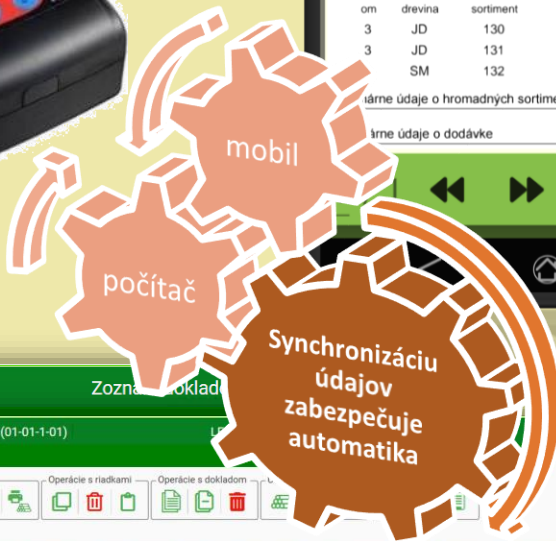 om drevina sortiment
3 JD 130
3 JD 131
SM 132
árne údaje o hromadných sortime
árne údaje o dodávke
mobil
počítač
Synchronizáciu
údajov
zabezpečuje
automatika
(01-01-1-01)
Operácie s riadkami Operácie s dokladom